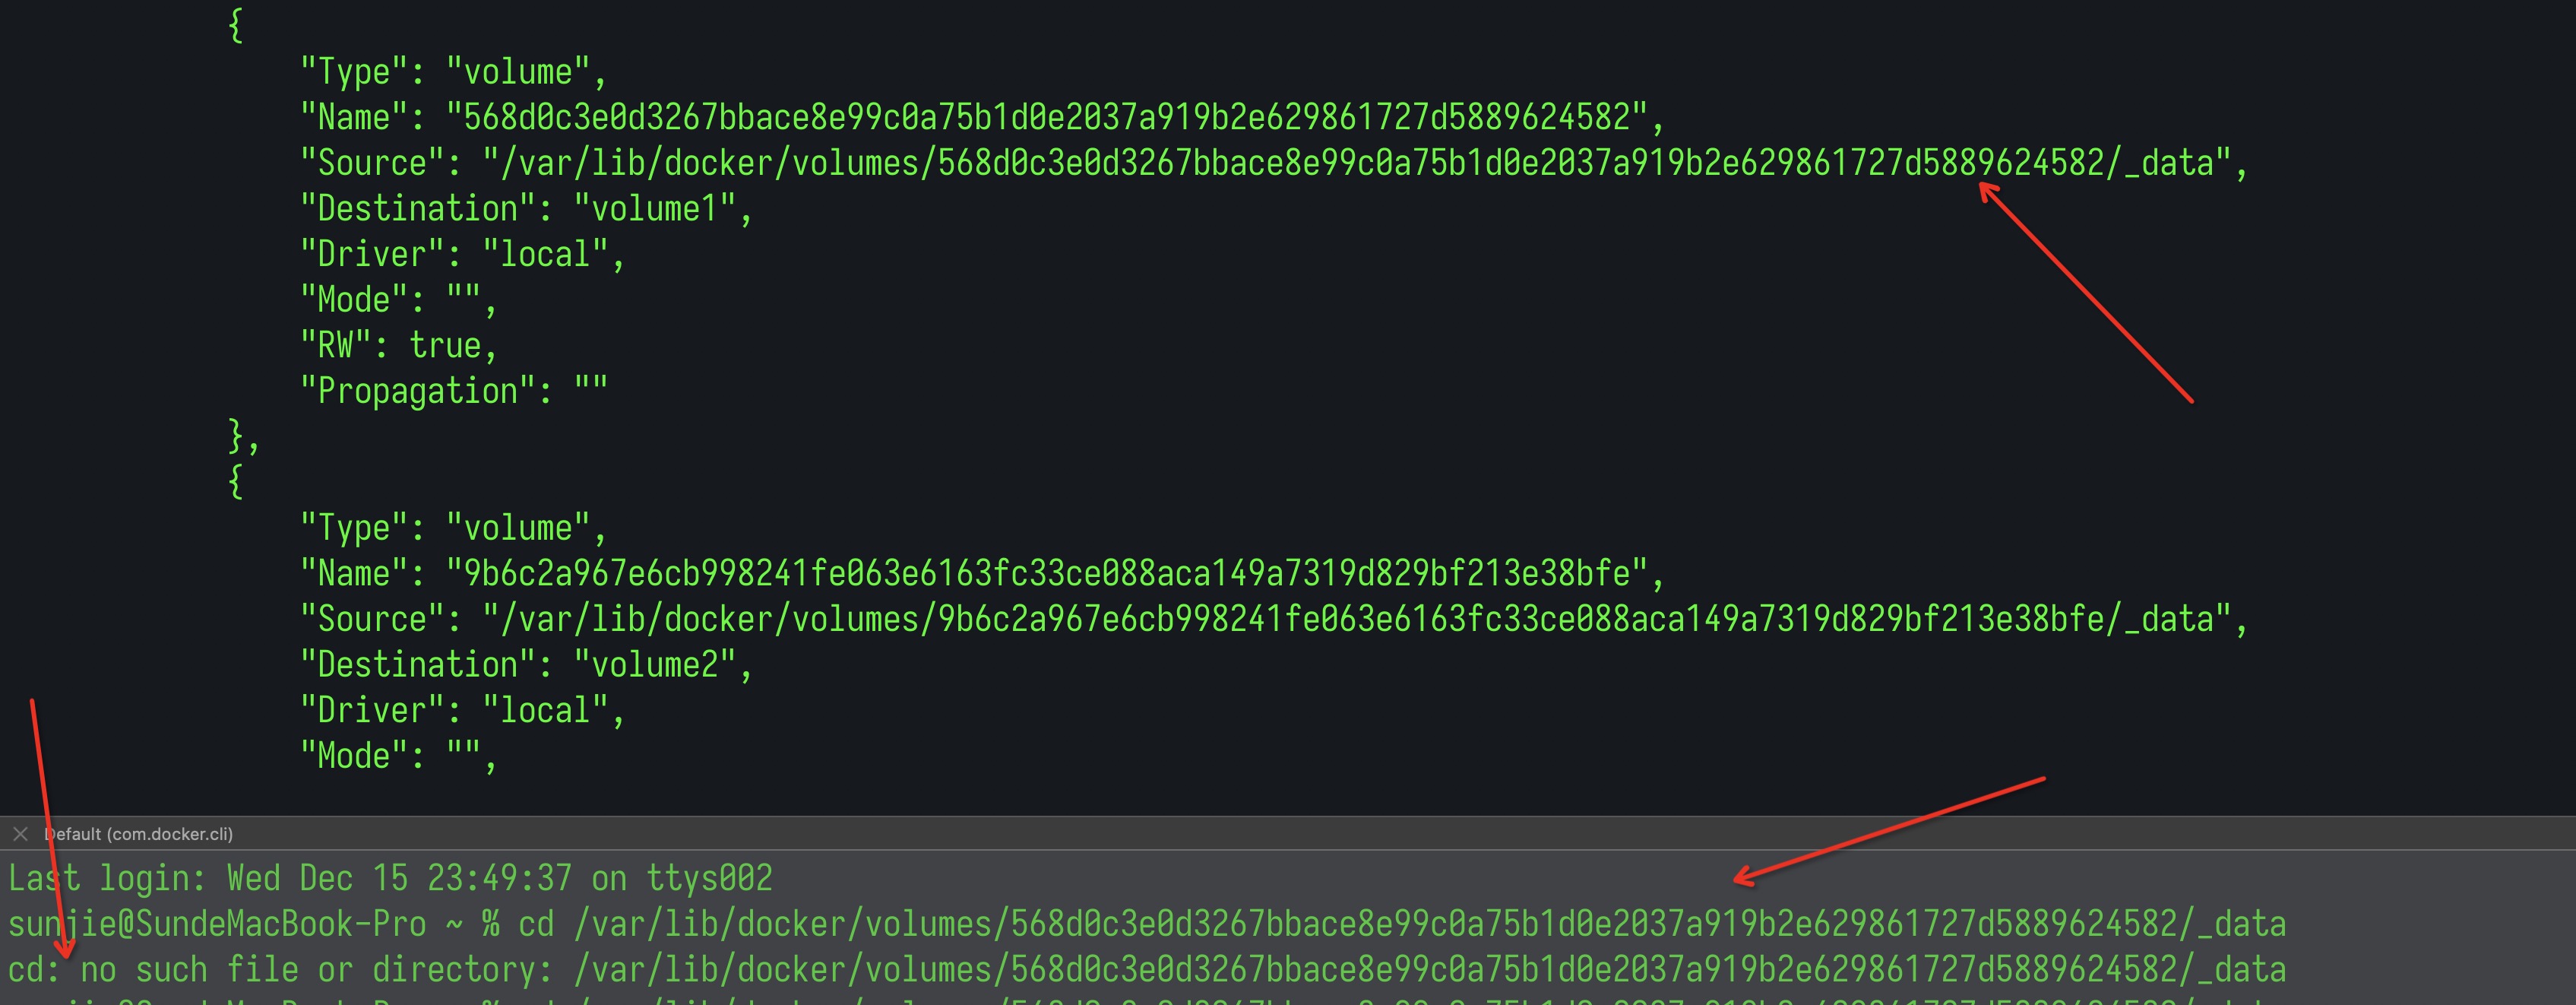 {
"Type": "volume",
"Name": "568d0c3e0d3267bbace8e99c0a75b1d0e2037a919b2e629861727d5889624582",
"Source": "/var/lib/docker/volumes/568d0c3e0d3267bbace8e99c0a75b1d0e2037a919b2e629861727d5889624582/_data",
"Destination": "volume1",
"Driver": "local",
"Mode": "",
"RW": true,
"Propagation": ""
},
{
"Type": "volume",
"Name": "9b6c2a967e6cb998241fe063e6163fc33ce088aca149a7319d829bf213e38bfe",
"Source": "/var/lib/docker/volumes/9b6c2a967e6cb998241fe063e6163fc33ce088aca149a7319d829bf213e38bfe/_data",
"Destination": "volume2",
"Driver": "local",
"Mode": "",
Default (com.docker.cli)
Last login: Wed Dec 15 23:49:37 on ttys002
sunjie@SundeMacBook-Pro ~ % cd /var/lib/docker/volumes/568d0c3e0d3267bbace8e99c0a75b1d0e2037a919b2e629861727d5889624582/_data
cd: no such file or directory: /var/lib/docker/volumes/568d0c3e0d3267bbace8e99c0a75b1d0e2037a919b2e629861727d5889624582/_data